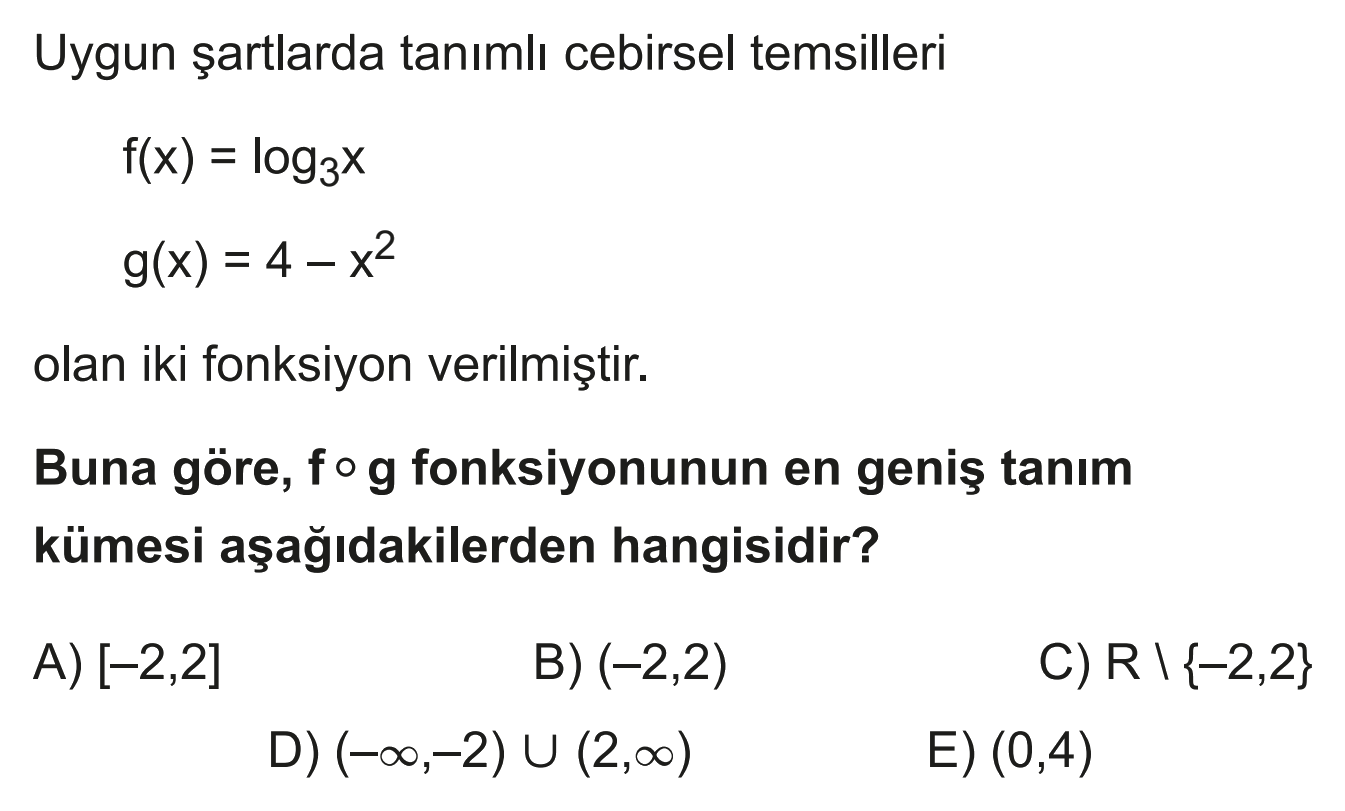 Uygun şartlarda tanımlı cebirsel temsilleri
f(x) = log₃x
g(x) = 4 – x²
olan iki fonksiyon verilmiştir.
Buna göre, f∘g fonksiyonunun en geniş tanım
kümesi aşağıdakilerden hangisidir?
A) [–2,2] B) (–2,2) C) R \ {–2,2}
D) (–∞,–2) ∪ (2,∞) E) (0,4)